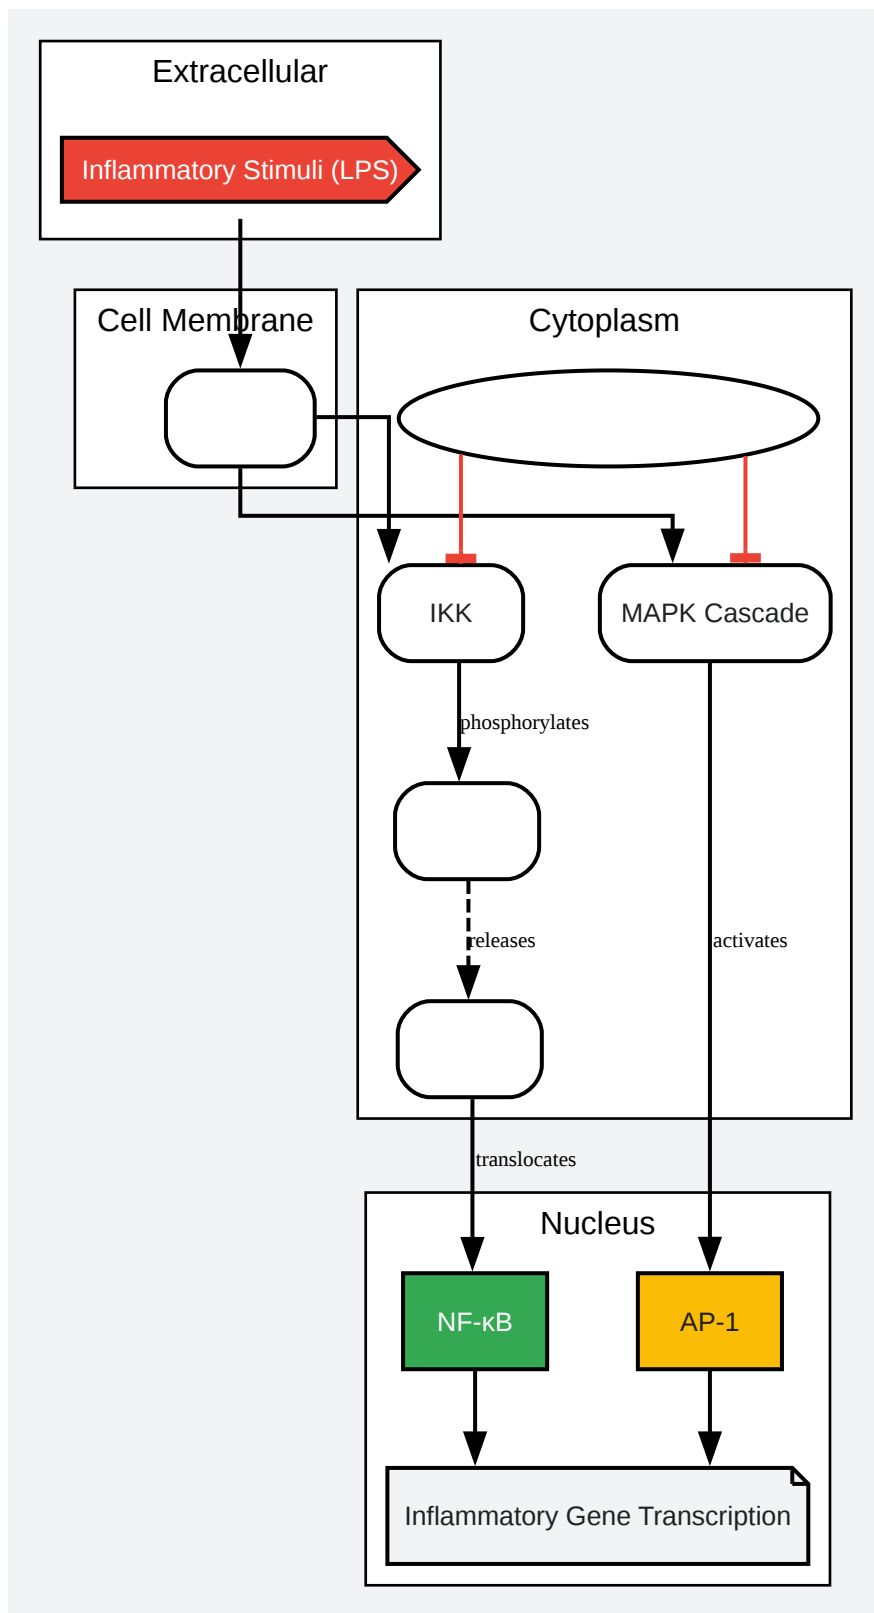 Extracellular
Inflammatory Stimuli (LPS)
Cell Membrane
Cytoplasm
IKK
MAPK Cascade
phosphorylates
releases
activates
translocates
Nucleus
NF-κB
AP-1
Inflammatory Gene Transcription